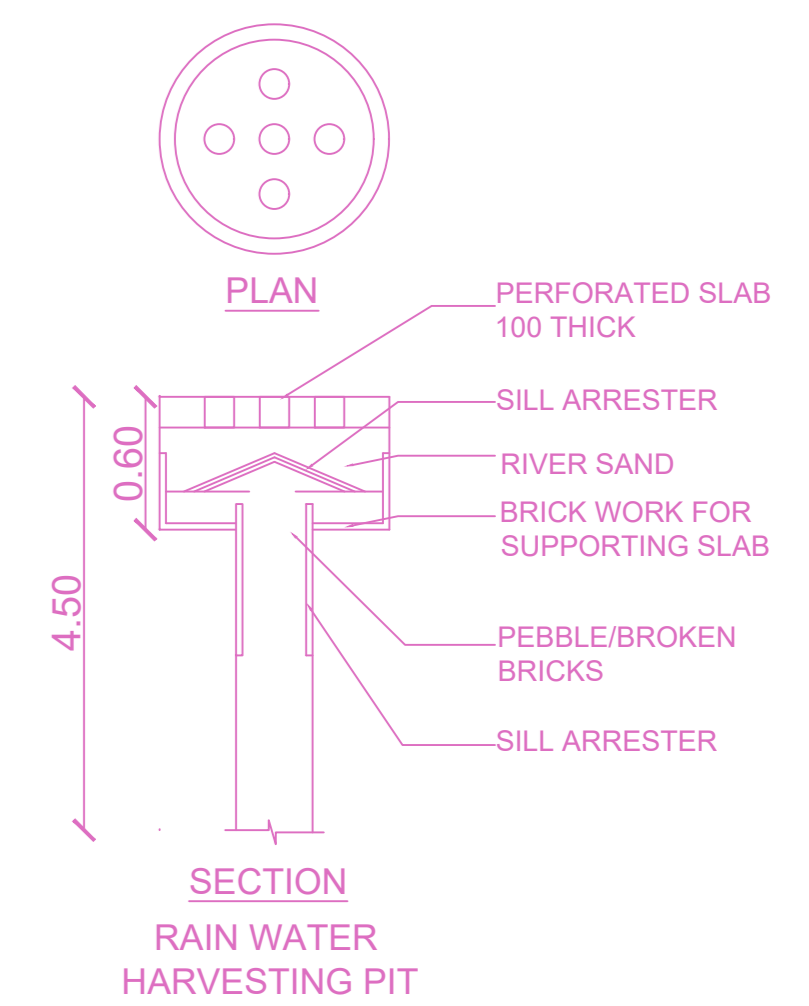 PLAN
PERFORATED SLAB
100 THICK
SILL ARRESTER
RIVER SAND
BRICK WORK FOR
SUPPORTING SLAB
PEBBLE/BROKEN
BRICKS
SILL ARRESTER
0.60
4.50
SECTION
RAIN WATER
HARVESTING PIT